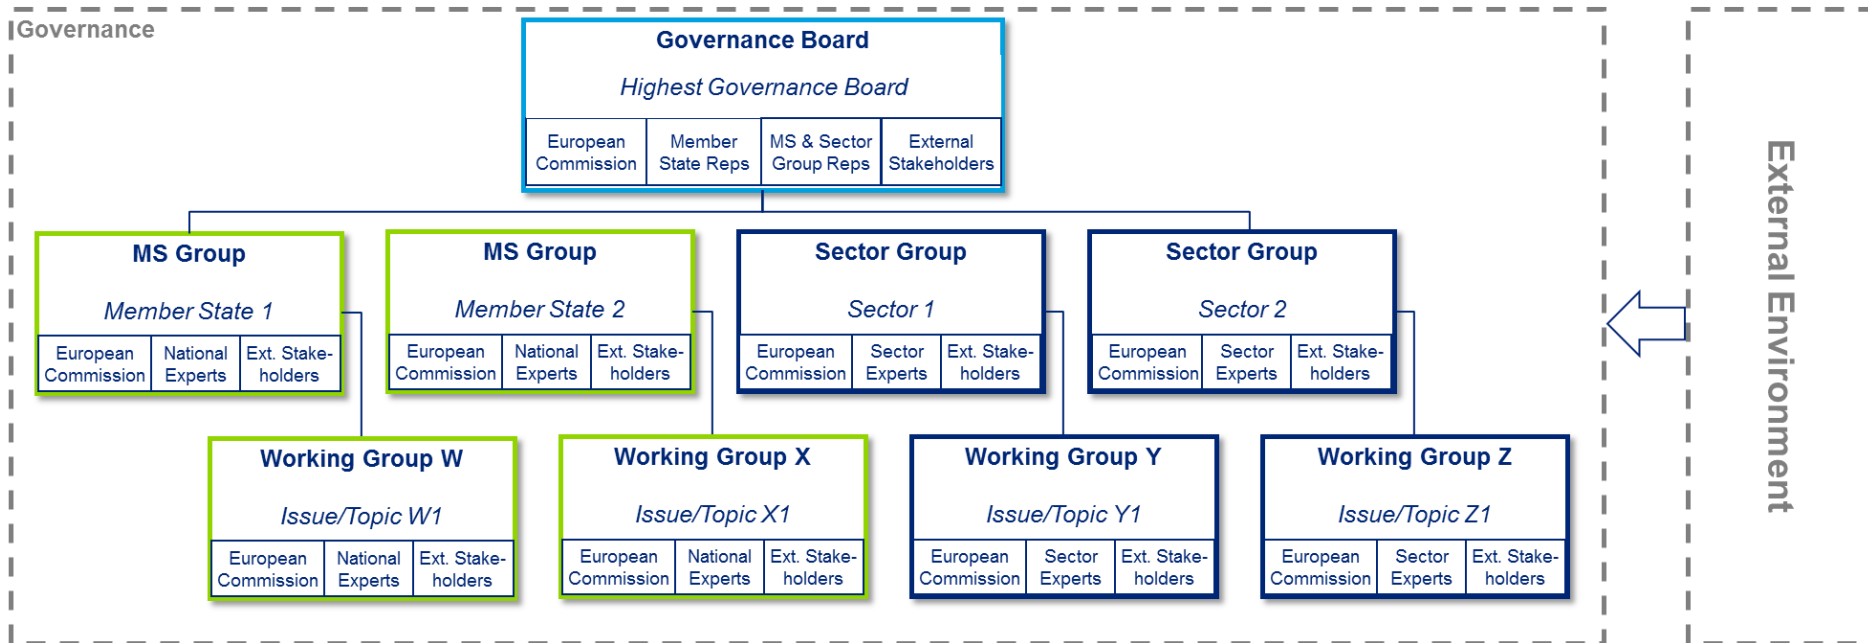 Governance
Governance Board
Highest Governance Board
European
Commission
Member
State Reps
MS & Sector
Group Reps
External
Stakeholders
MS Group
Member State 1
European
Commission
National
Experts
Ext. Stake-
holders
MS Group
Member State 2
European
Commission
National
Experts
Ext. Stake-
holders
Sector Group
Sector 1
European
Commission
Sector
Experts
Ext. Stake-
holders
Sector Group
Sector 2
European
Commission
Sector
Experts
Ext. Stake-
holders
Working Group W
Issue/Topic W1
European
Commission
National
Experts
Ext. Stake-
holders
Working Group X
Issue/Topic X1
European
Commission
National
Experts
Ext. Stake-
holders
Working Group Y
Issue/Topic Y1
European
Commission
Sector
Experts
Ext. Stake-
holders
Working Group Z
Issue/Topic Z1
European
Commission
Sector
Experts
Ext. Stake-
holders
External Environment